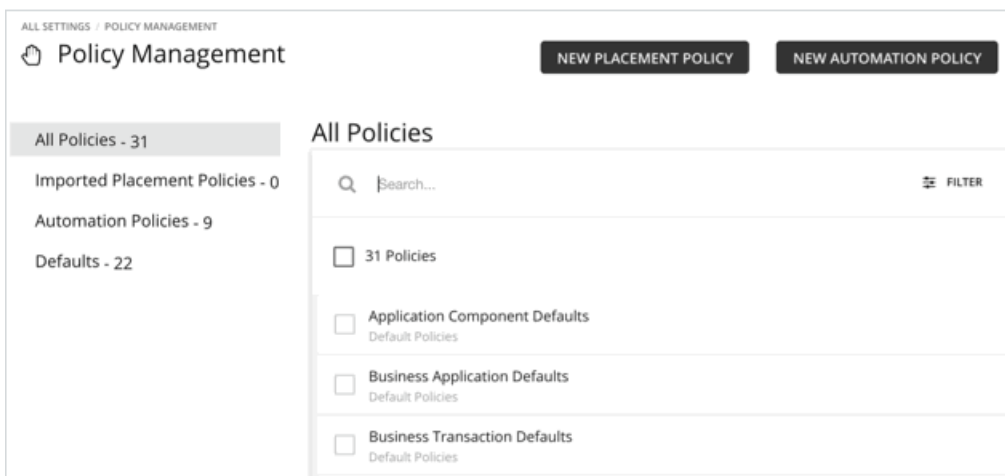 ALL SETTINGS / POLICY MANAGEMENT
Policy Management
NEW PLACEMENT POLICY
NEW AUTOMATION POLICY
All Policies - 31
Imported Placement Policies - 0
Automation Policies - 9
Defaults - 22
All Policies
Search...
FILTER
31 Policies
Application Component Defaults
Default Policies
Business Application Defaults
Default Policies
Business Transaction Defaults
Default Policies